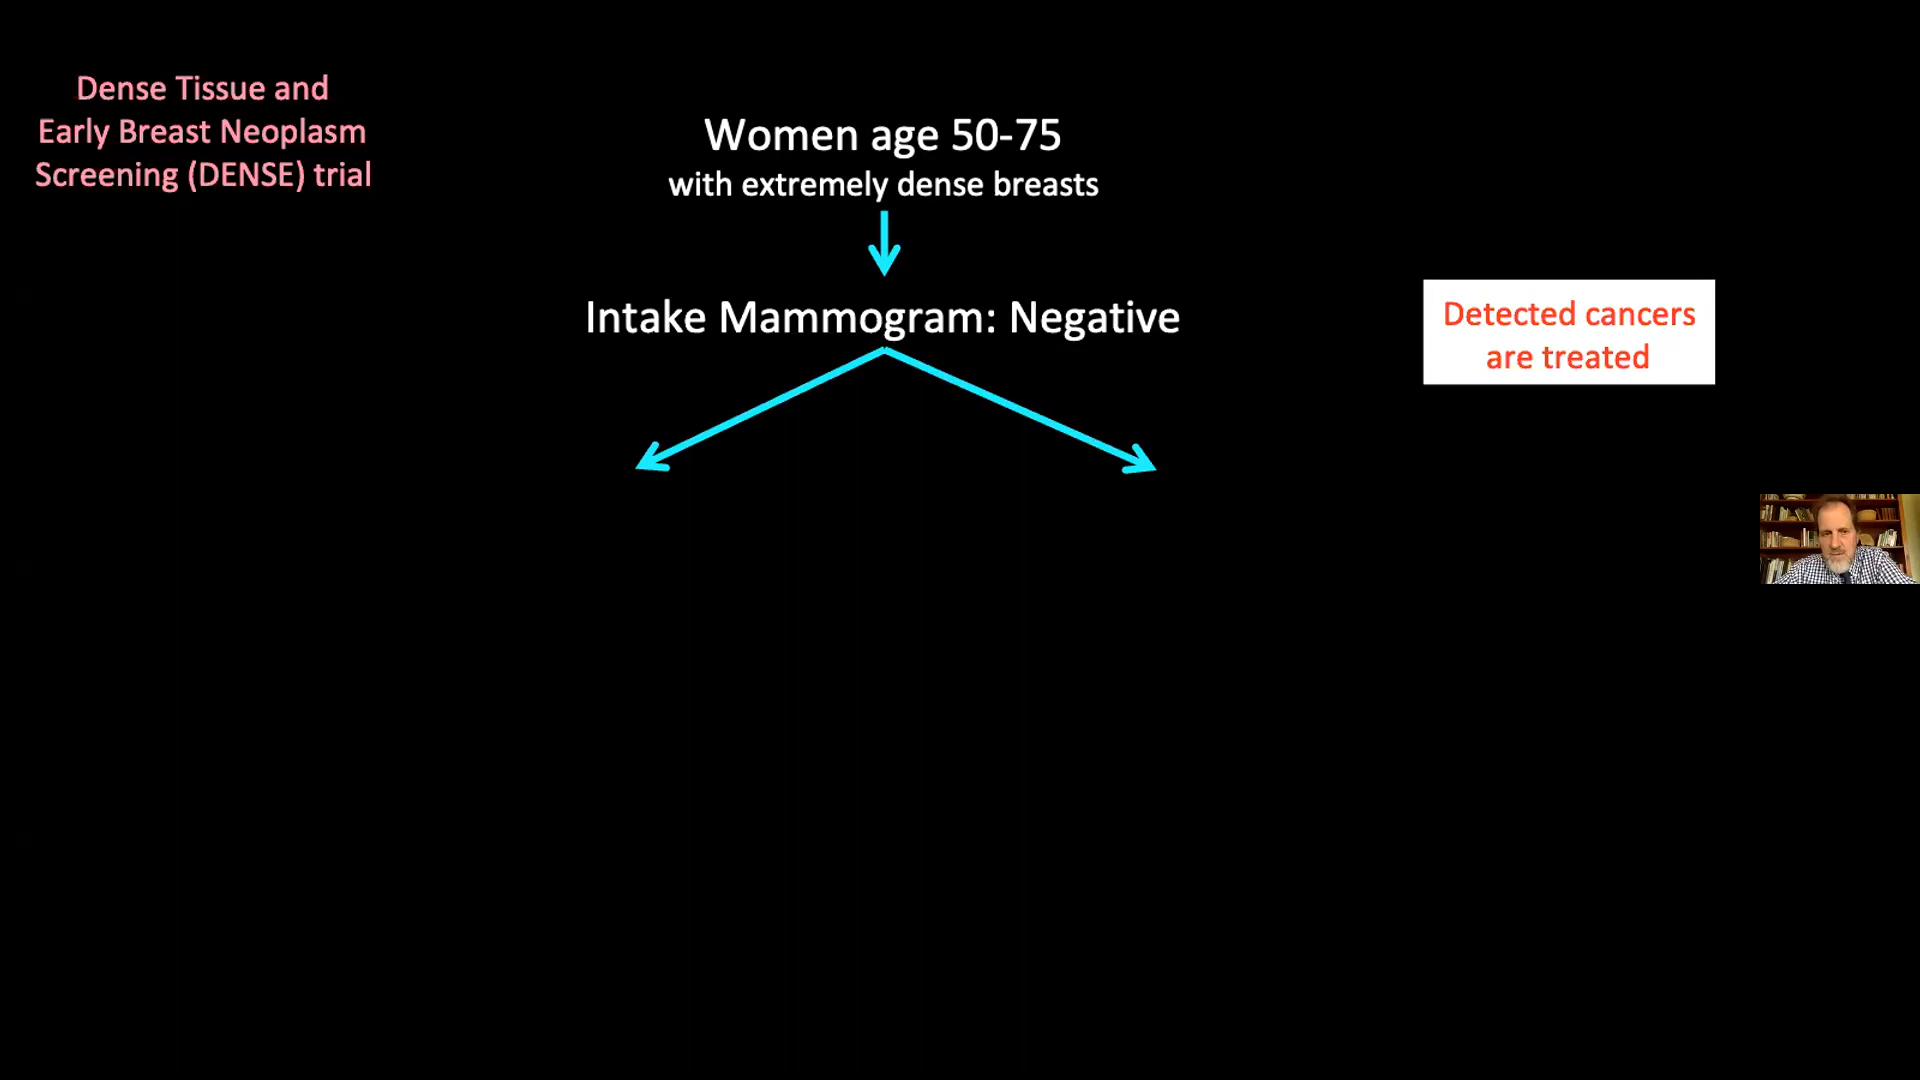 Dense Tissue and
Early Breast Neoplasm
Screening (DENSE) trial
Women age 50-75
with extremely dense breasts
Intake Mammogram: Negative
Detected cancers
are treated